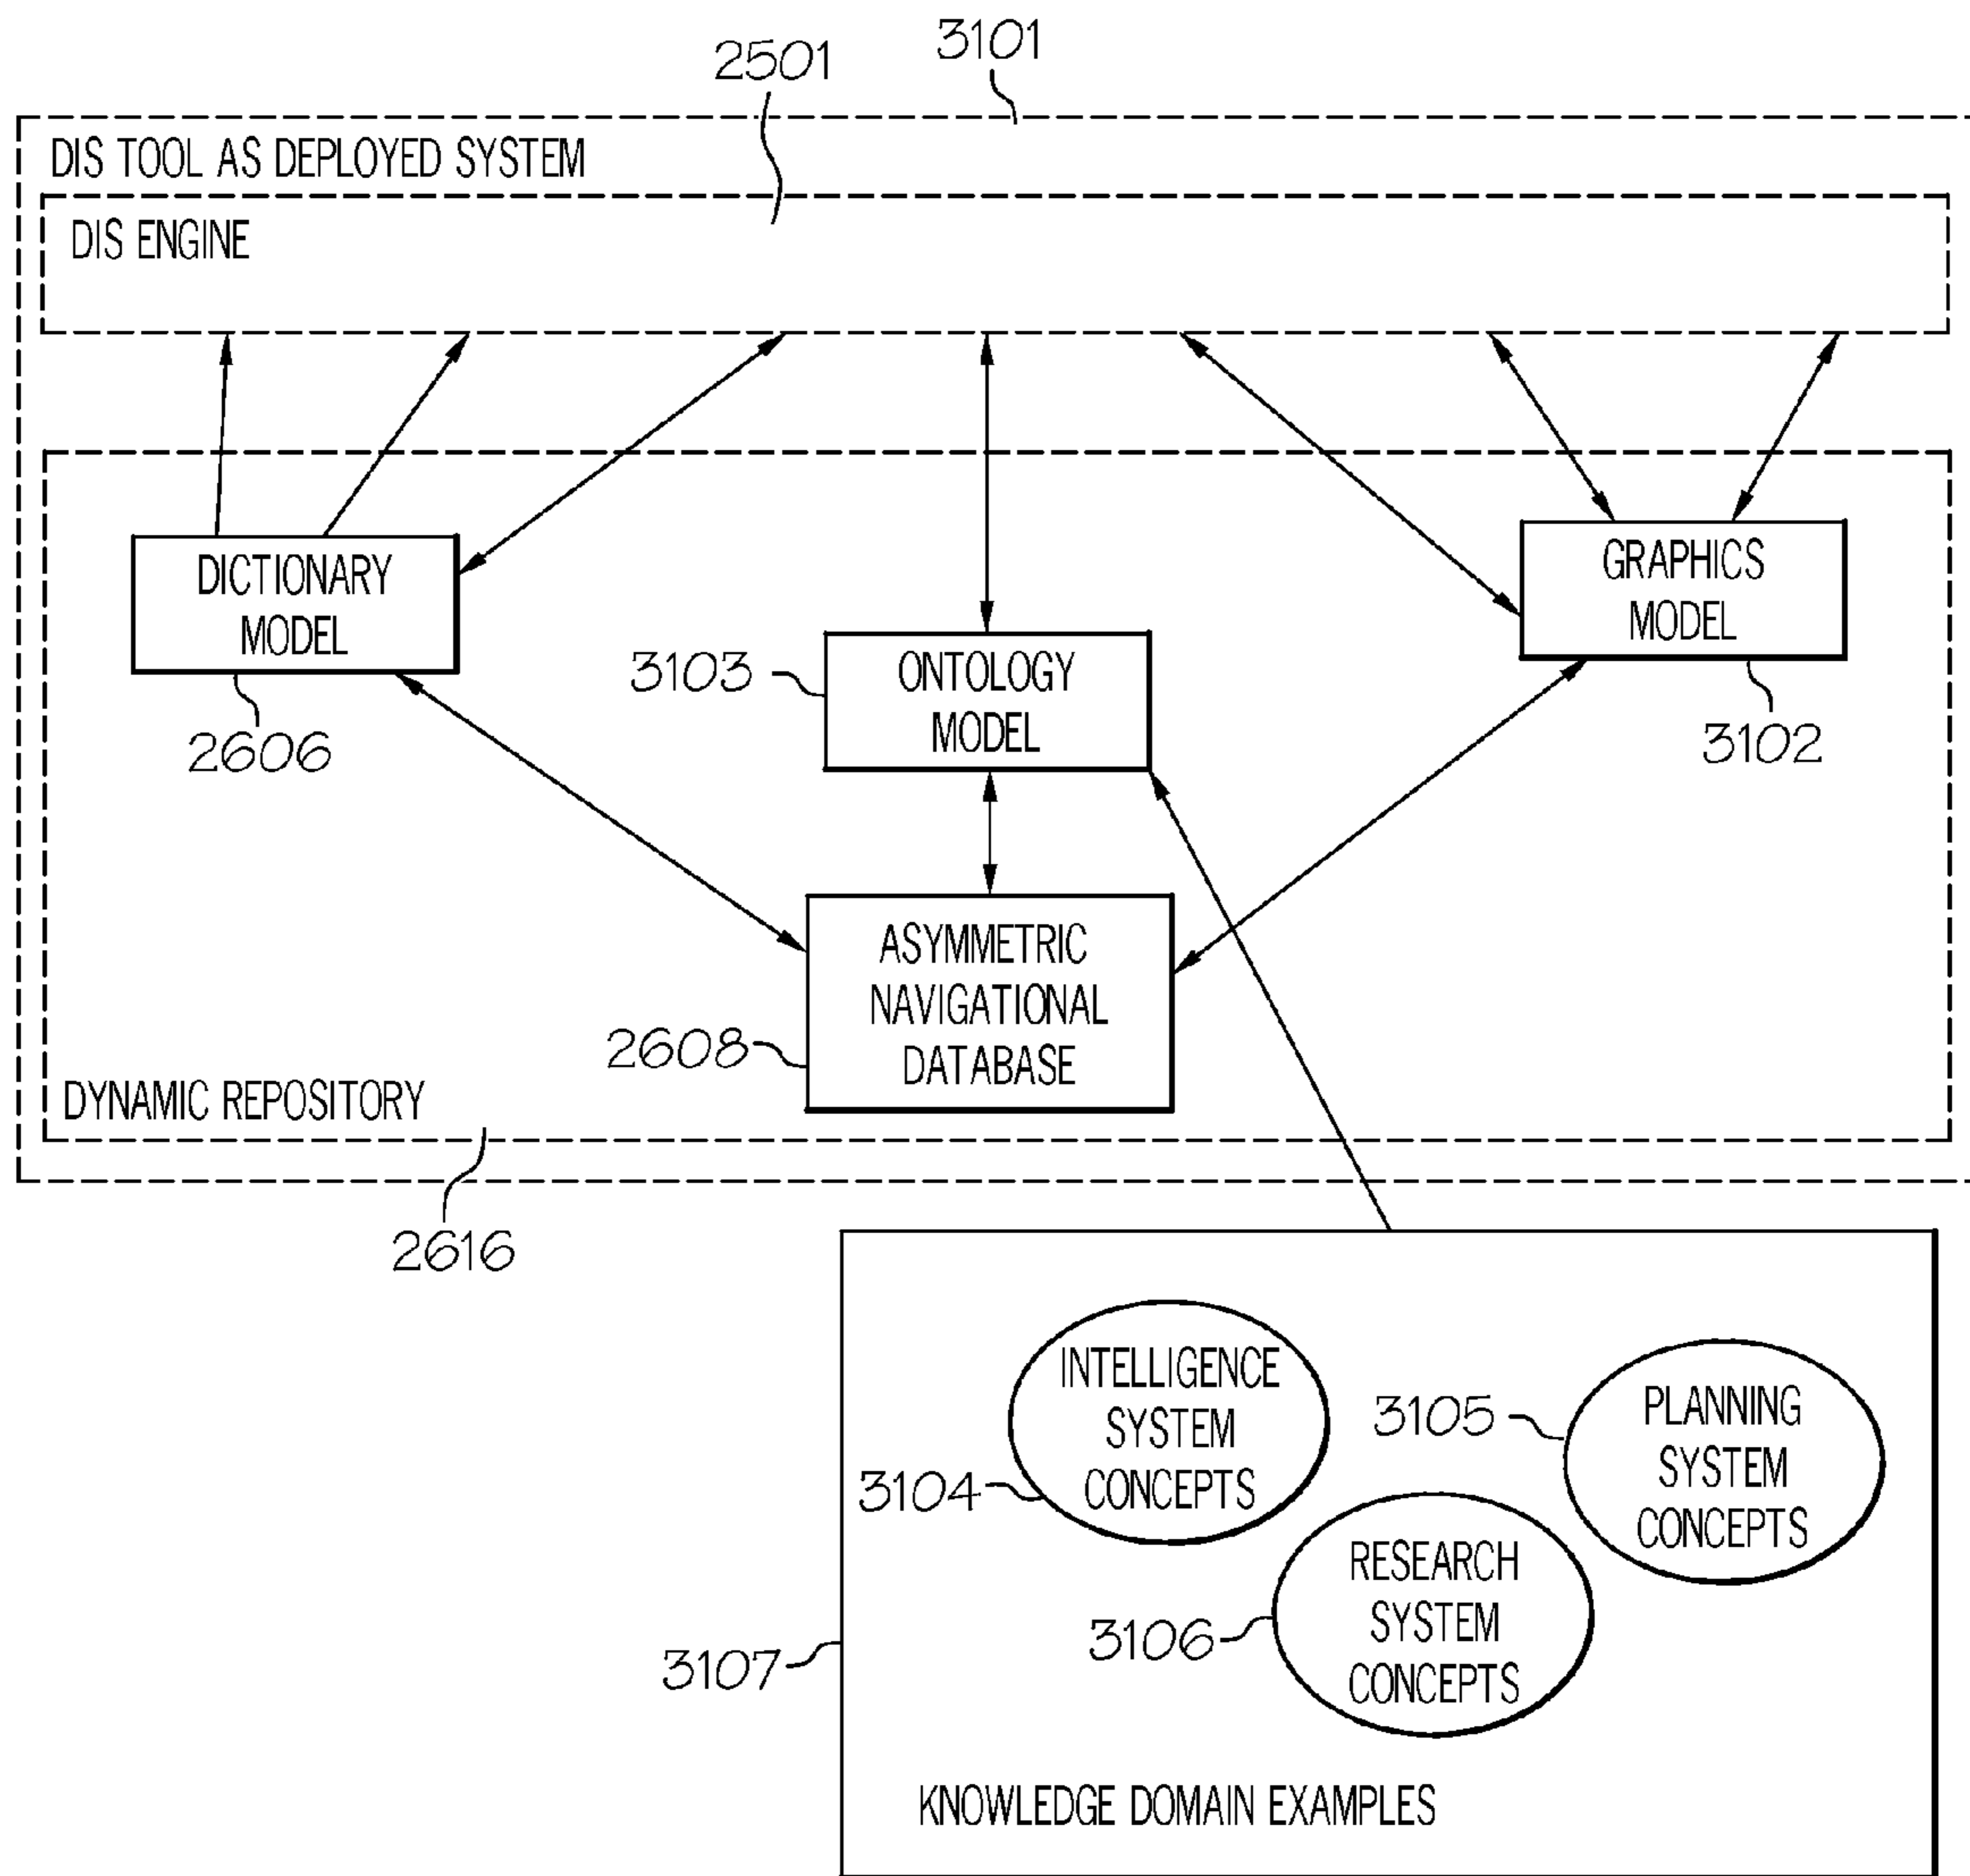 3101
2501
DIS TOOL AS DEPLOYED SYSTEM
DIS ENGINE
DICTIONARY
MODEL
2606
3103
ONTOLOGY
MODEL
GRAPHICS
MODEL
3102
ASYMMETRIC
NAVIGATIONAL
DATABASE
2608
DYNAMIC REPOSITORY
2616
INTELLIGENCE
SYSTEM
CONCEPTS
3104
3105
PLANNING
SYSTEM
CONCEPTS
RESEARCH
SYSTEM
CONCEPTS
3106
3107
KNOWLEDGE DOMAIN EXAMPLES